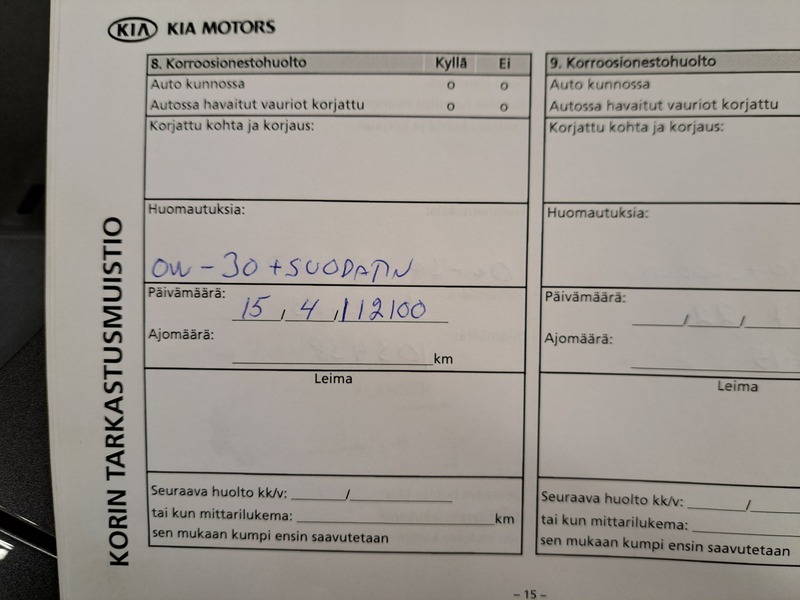 KIA KIA MOTORS
KORIN TARKASTUSMUISTIO
8. Korroosionestohuolto Kyllä Ei
Auto kunnossa o o
Autossa havaitut vauriot korjattu o o
Korjattu kohta ja korjaus:
Huomautuksia:
OW-30 + SUODATIN
Päivämäärä: 15 , 4 , 112100
Ajomäärä: km
Leima
Seuraava huolto kk/v: /
tai kun mittarilukema: km
sen mukaan kumpi ensin saavutetaan
9. Korroosionestohuolto
Auto kunnossa
Autossa havaitut vauriot korjattu
Korjattu kohta ja korjaus:
Huomautuksia:
Päivämäärä: / /
Ajomäärä:
Leima
Seuraava huolto kk/v: /
tai kun mittarilukema:
sen mukaan kumpi ensin saavutetaan
– 15 –